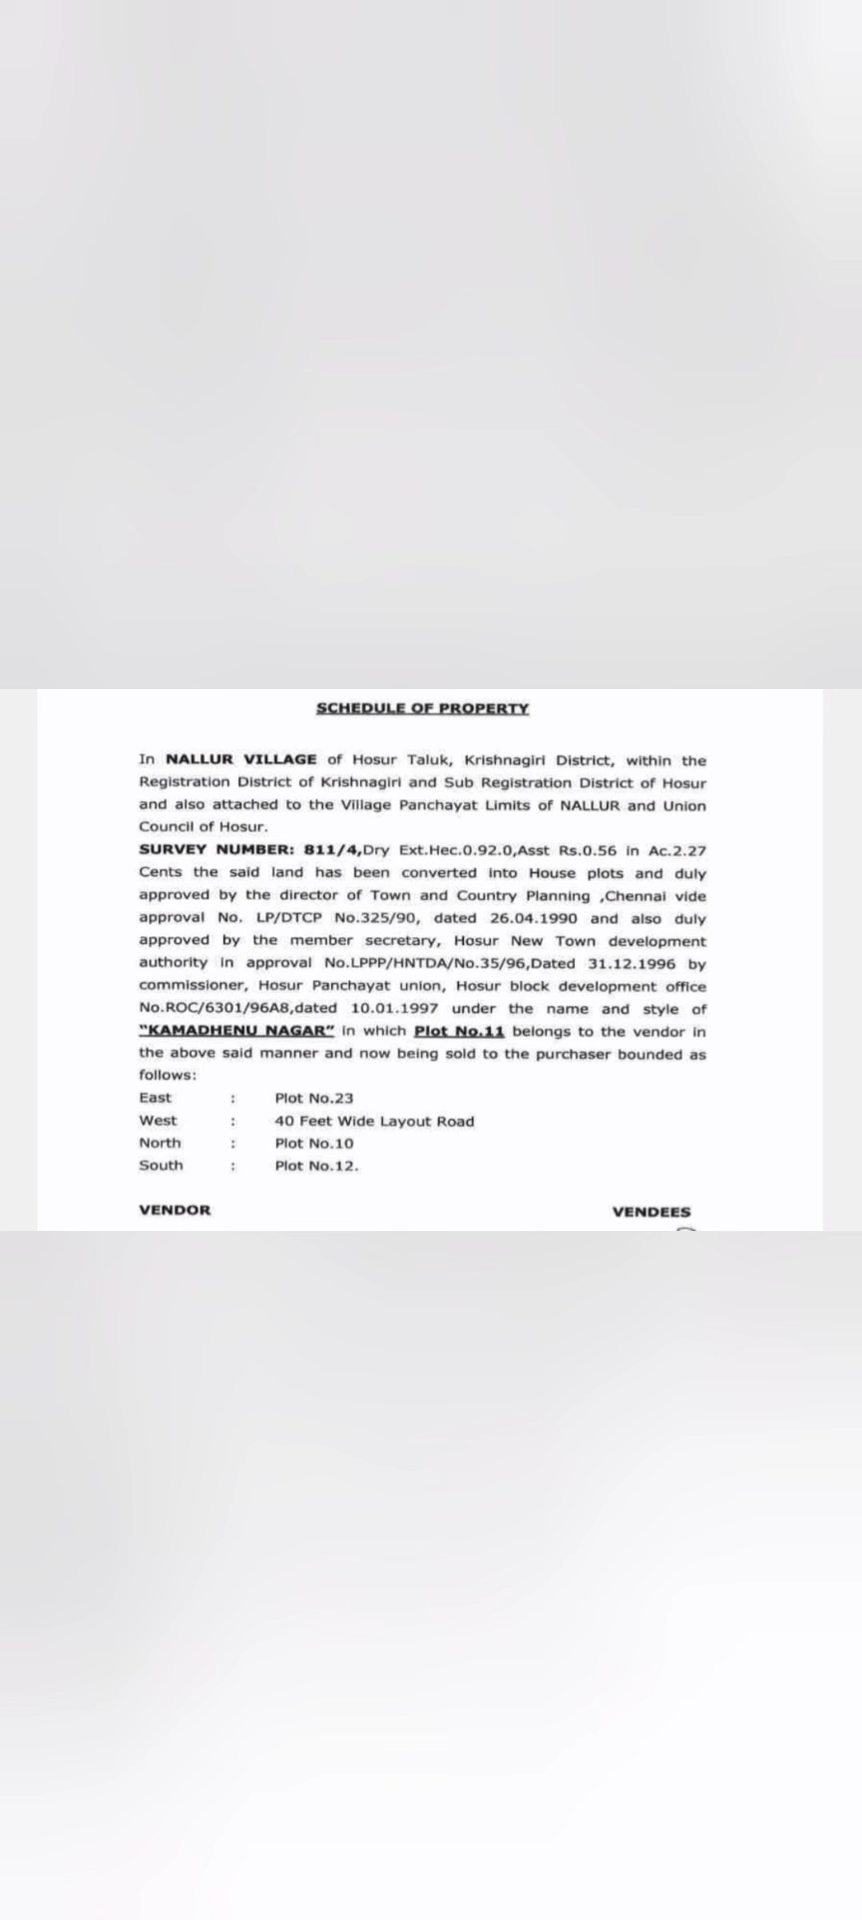 SCHEDULE OF PROPERTY
In NALLUR VILLAGE of Hosur Taluk, Krishnagiri District, within the
Registration District of Krishnagiri and Sub Registration District of Hosur
and also attached to the Village Panchayat Limits of NALLUR and Union
Council of Hosur.
SURVEY NUMBER: 811/4,Dry Ext.Hec.0.92.0,Asst Rs.0.56 in Ac.2.27
Cents the said land has been converted into House plots and duly
approved by the director of Town and Country Planning ,Chennai vide
approval No. LP/DTCP No.325/90, dated 26.04.1990 and also duly
approved by the member secretary, Hosur New Town development
authority in approval No.LPPP/HNTDA/No.35/96,Dated 31.12.1996 by
commissioner, Hosur Panchayat union, Hosur block development office
No.ROC/6301/96A8,dated 10.01.1997 under the name and style of
"KAMADHENU NAGAR" in which Plot No.11 belongs to the vendor in
the above said manner and now being sold to the purchaser bounded as
follows:
East : Plot No.23
West : 40 Feet Wide Layout Road
North : Plot No.10
South : Plot No.12.
VENDOR VENDEES